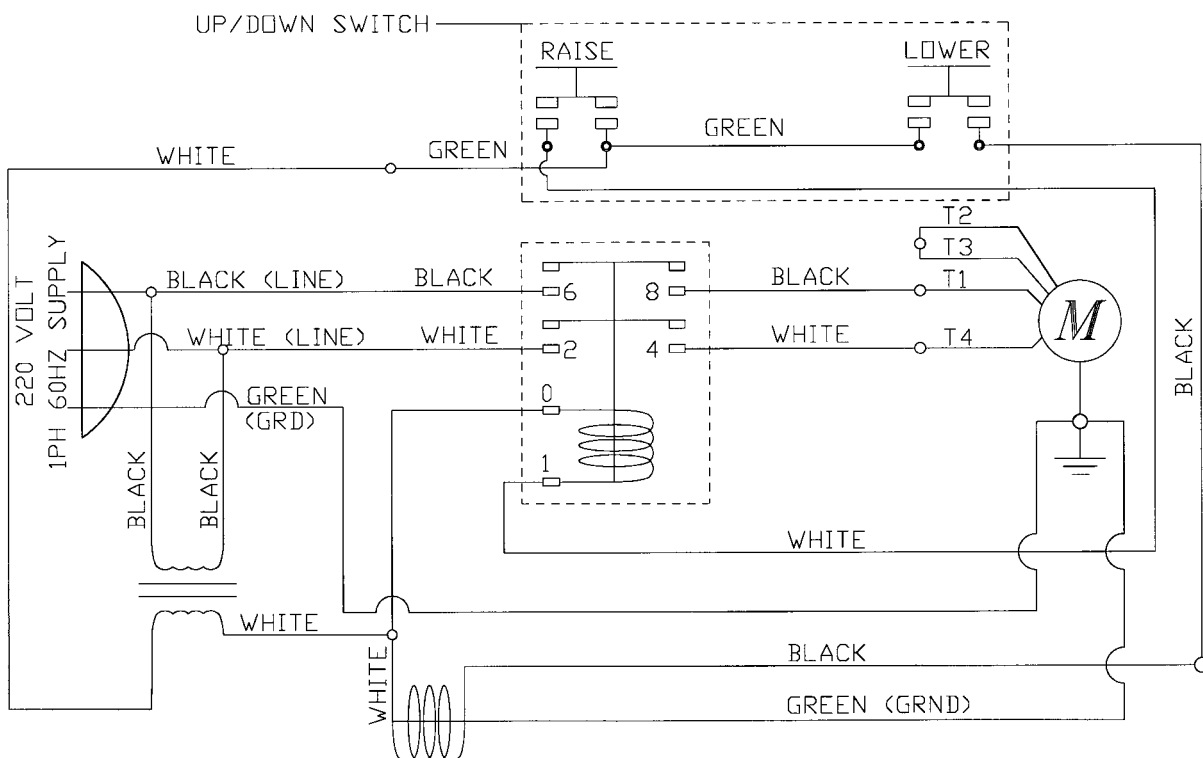 UP/DOWN SWITCH
RAISE
LOWER
WHITE
GREEN
GREEN
T2
T3
220 VOLT
1PH 60HZ SUPPLY
BLACK (LINE)
BLACK
6
8
BLACK
T1
M
WHITE (LINE)
WHITE
2
4
WHITE
T4
BLACK
GREEN
(GRD)
0
1
BLACK
BLACK
WHITE
WHITE
WHITE
BLACK
GREEN (GRND)